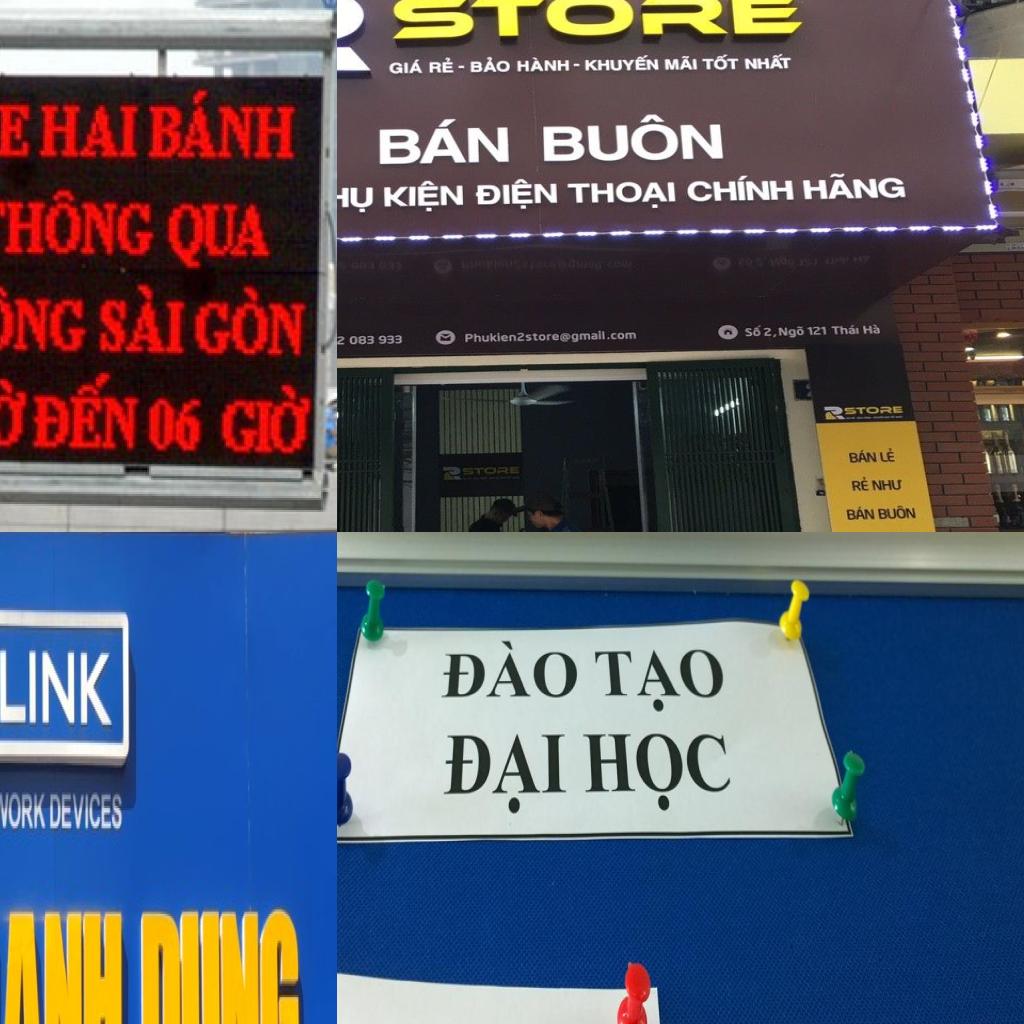 E HAI BÁNH
THÔNG QUA
ÔNG SÀI GÒN
Ờ ĐẾN 06 GIỜ
R STORE
GIÁ RẺ - BẢO HÀNH - KHUYẾN MÃI TỐT NHẤT
BÁN BUÔN
HỤ KIỆN ĐIỆN THOẠI CHÍNH HÃNG
2 083 933 Phukien2store@gmail.com Số 2, Ngõ 121 Thái Hà
R STORE
R STORE
BÁN LẺ
RẺ NHƯ
BÁN BUÔN
LINK
WORK DEVICES
ANH DUNG
ĐÀO TẠO
ĐẠI HỌC